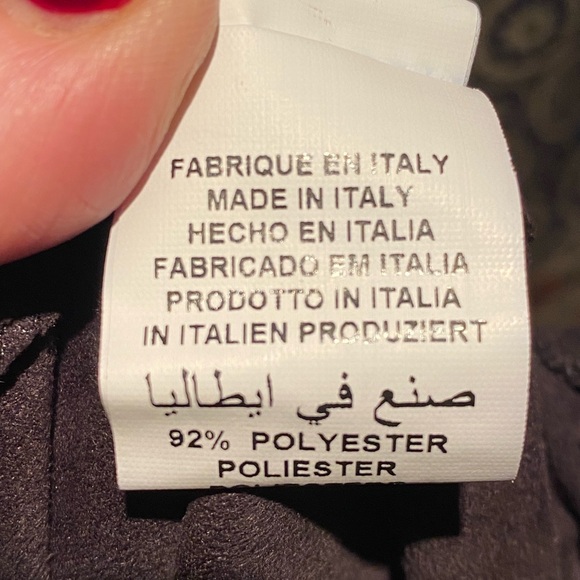 FABRIQUE EN ITALY
MADE IN ITALY
HECHO EN ITALIA
FABRICADO EM ITALIA
PRODOTTO IN ITALIA
IN ITALIEN PRODUZIERT
صنع في ايطاليا
92% POLYESTER
POLIESTER